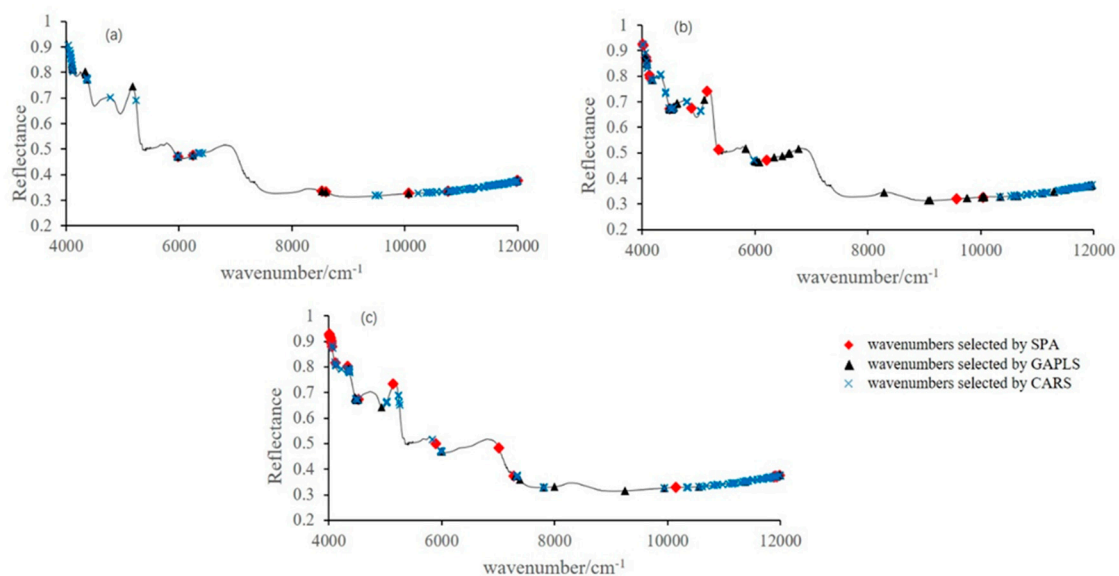 (a)
1
0.9
0.8
0.7
0.6
0.5
0.4
0.3
0.2
Reflectance
4000 6000 8000 10000 12000
wavenumber/cm⁻¹
(b)
1
0.9
0.8
0.7
0.6
0.5
0.4
0.3
0.2
Reflectance
4000 6000 8000 10000 12000
wavenumber/cm⁻¹
(c)
1
0.9
0.8
0.7
0.6
0.5
0.4
0.3
0.2
Reflectance
4000 6000 8000 10000 12000
wavenumber/cm⁻¹
wavenumbers selected by SPA
wavenumbers selected by GAPLS
wavenumbers selected by CARS